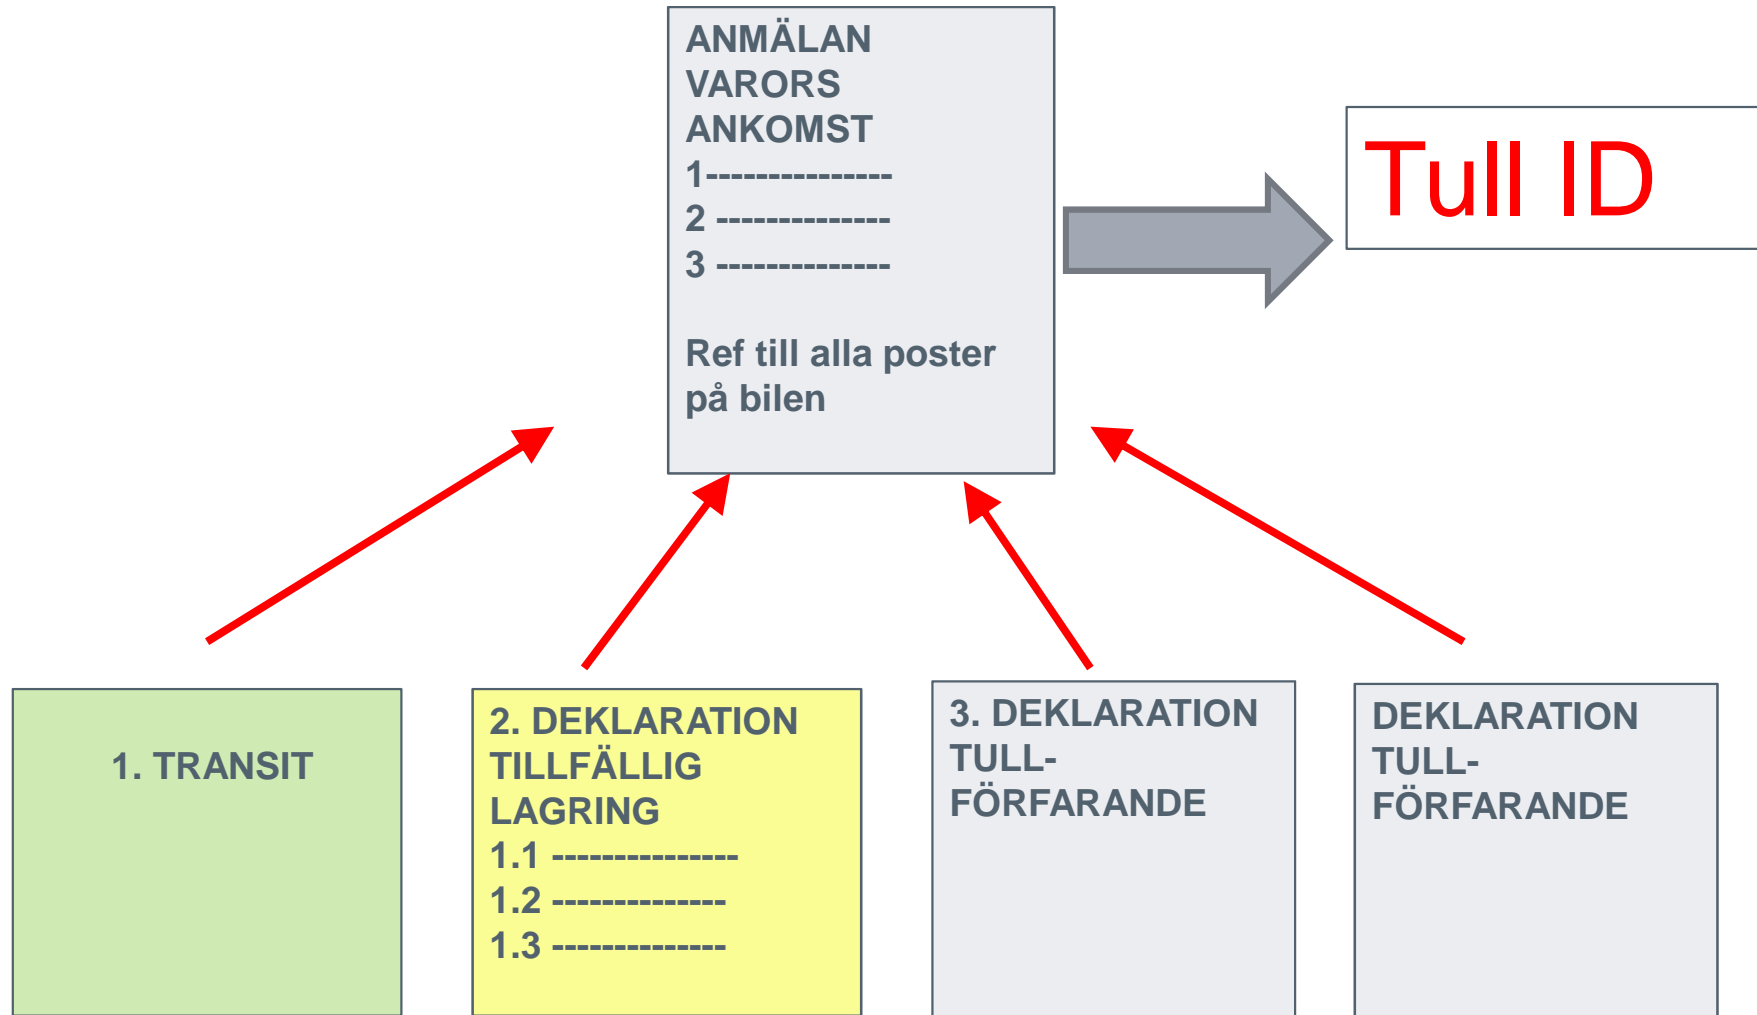 ANMÄLAN
VARORS
ANKOMST
1---------------
2 --------------
3 --------------
Ref till alla poster
på bilen
Tull ID
1. TRANSIT
2. DEKLARATION
TILLFÄLLIG
LAGRING
1.1 ---------------
1.2 --------------
1.3 --------------
3. DEKLARATION
TULL-
FÖRFARANDE
DEKLARATION
TULL-
FÖRFARANDE